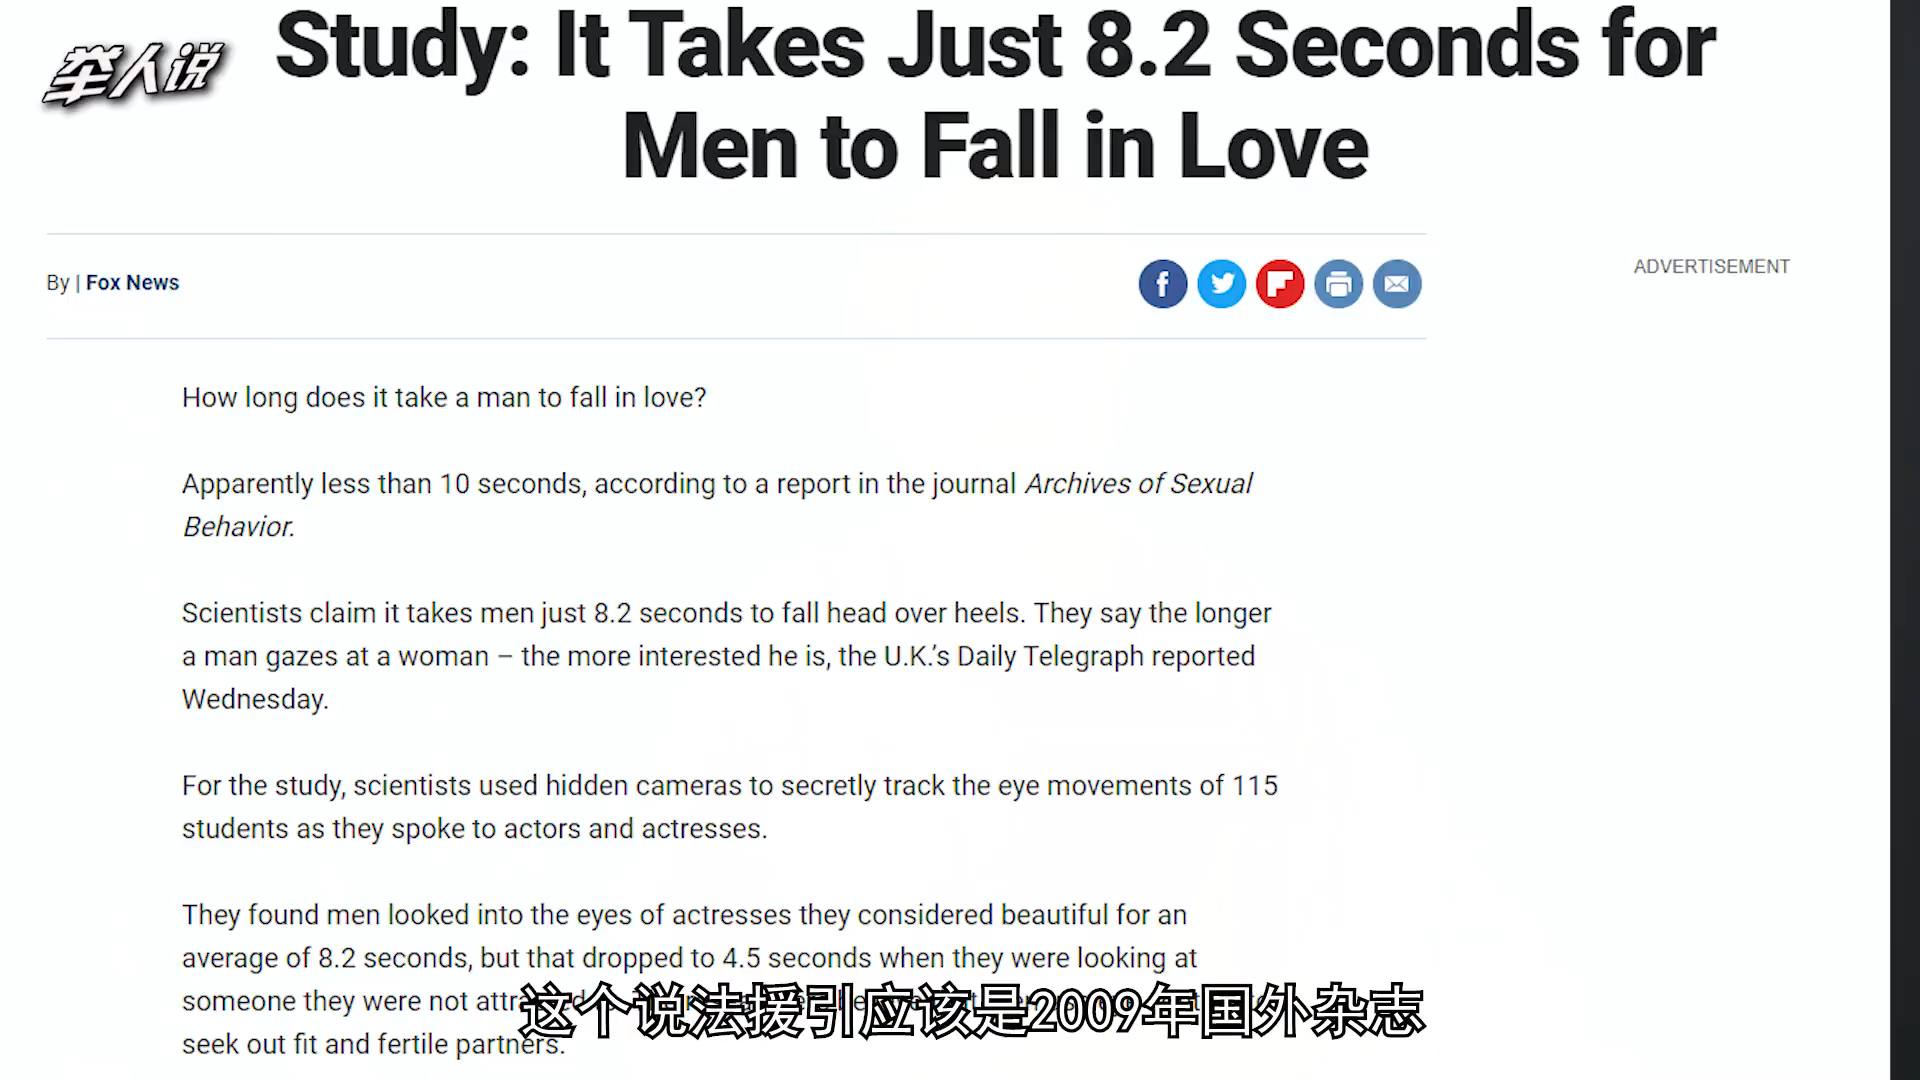 举人说
Study: It Takes Just 8.2 Seconds for
Men to Fall in Love
By | Fox News
ADVERTISEMENT
How long does it take a man to fall in love?
Apparently less than 10 seconds, according to a report in the journal Archives of Sexual
Behavior.
Scientists claim it takes men just 8.2 seconds to fall head over heels. They say the longer
a man gazes at a woman – the more interested he is, the U.K.’s Daily Telegraph reported
Wednesday.
For the study, scientists used hidden cameras to secretly track the eye movements of 115
students as they spoke to actors and actresses.
They found men looked into the eyes of actresses they considered beautiful for an
average of 8.2 seconds, but that dropped to 4.5 seconds when they were looking at
someone they were not
seek out fit and fertile partners.
这个说法援引应该是2009年国外杂志